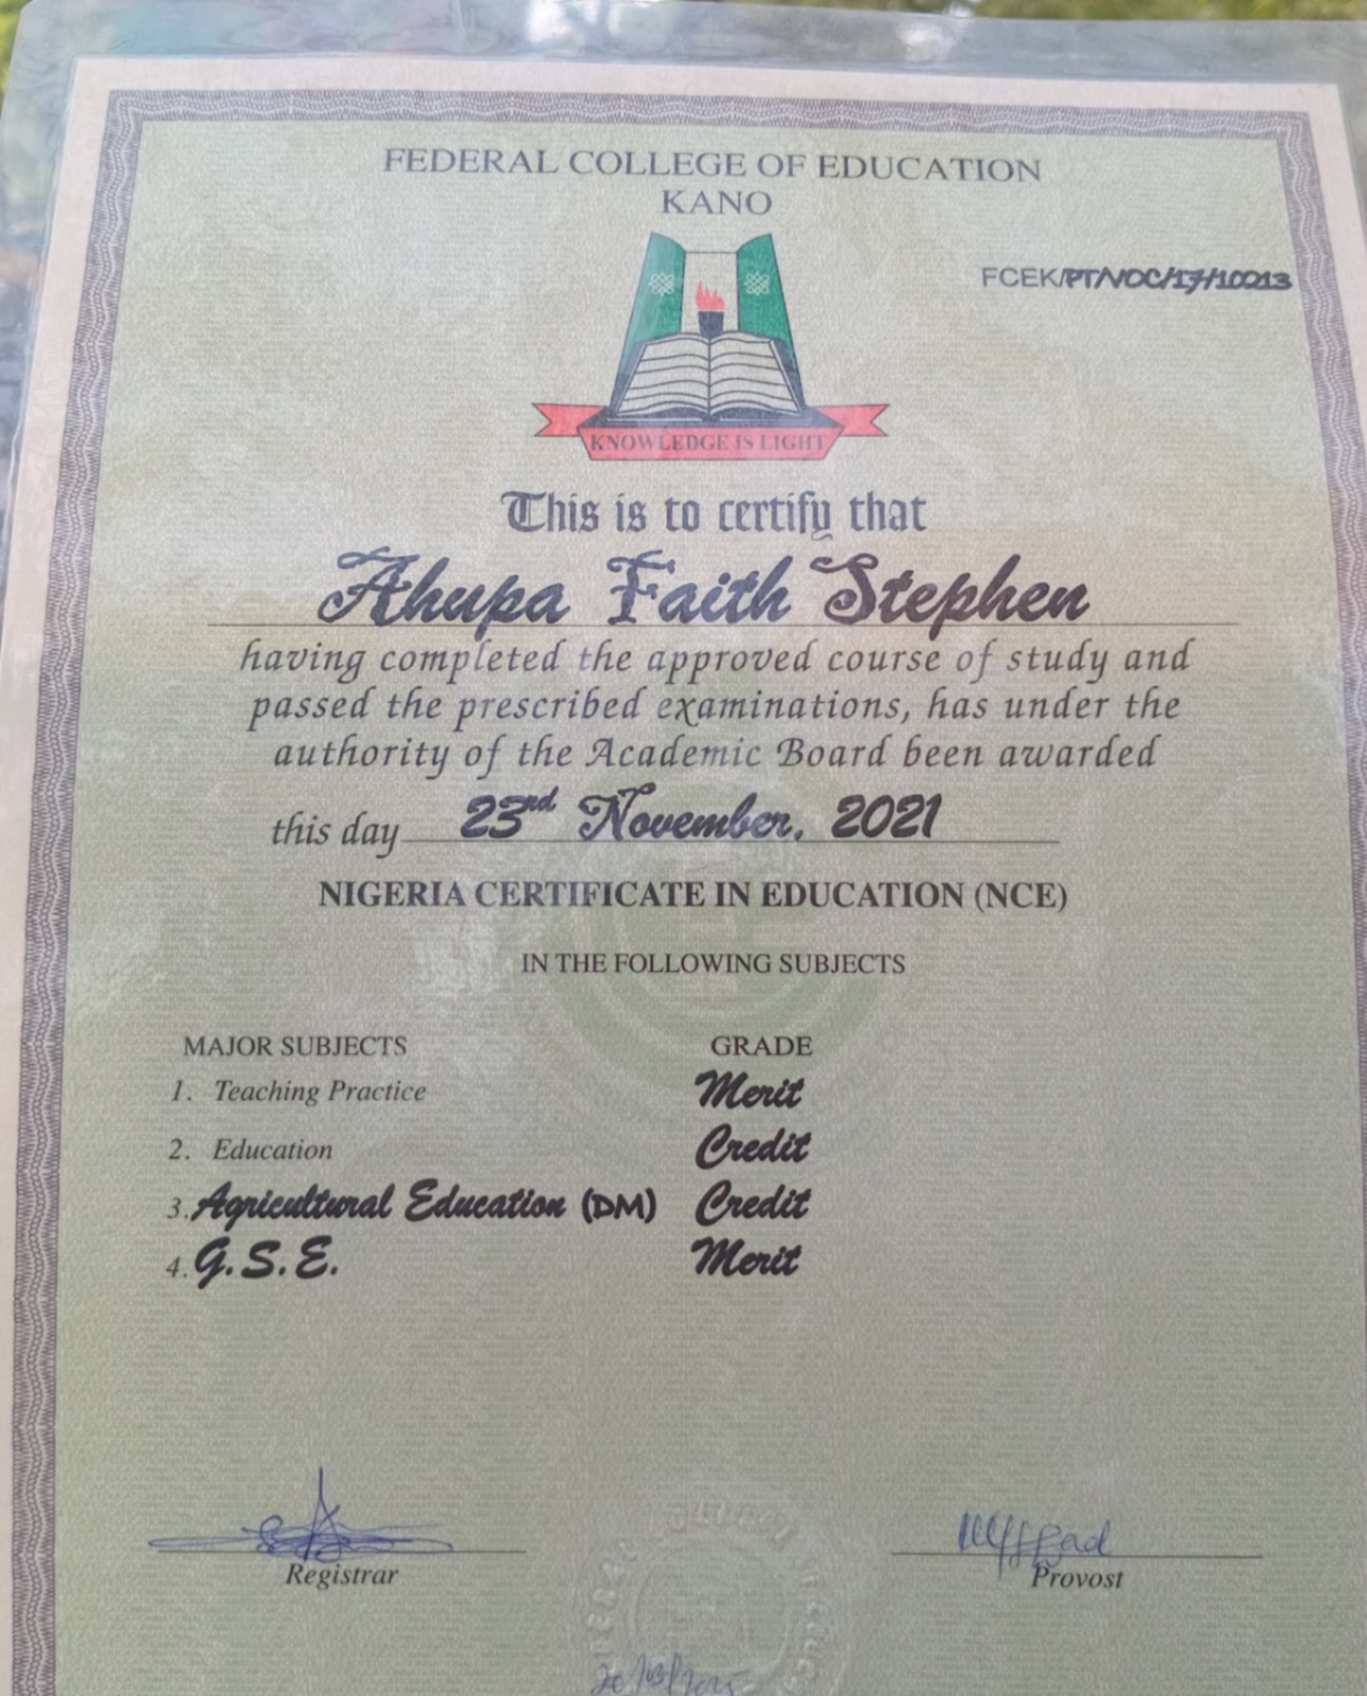 FEDERAL COLLEGE OF EDUCATION
KANO
FCEK/PT/VOC/17/10213
KNOWLEDGE IS LIGHT
This is to certify that
Ahupa Faith Stephen
having completed the approved course of study and
passed the prescribed examinations, has under the
authority of the Academic Board been awarded
this day 23rd November, 2021
NIGERIA CERTIFICATE IN EDUCATION (NCE)
IN THE FOLLOWING SUBJECTS
MAJOR SUBJECTS GRADE
1. Teaching Practice Merit
2. Education Credit
3. Agricultural Education (DM) Credit
4. G.S.E. Merit
Registrar
Provost